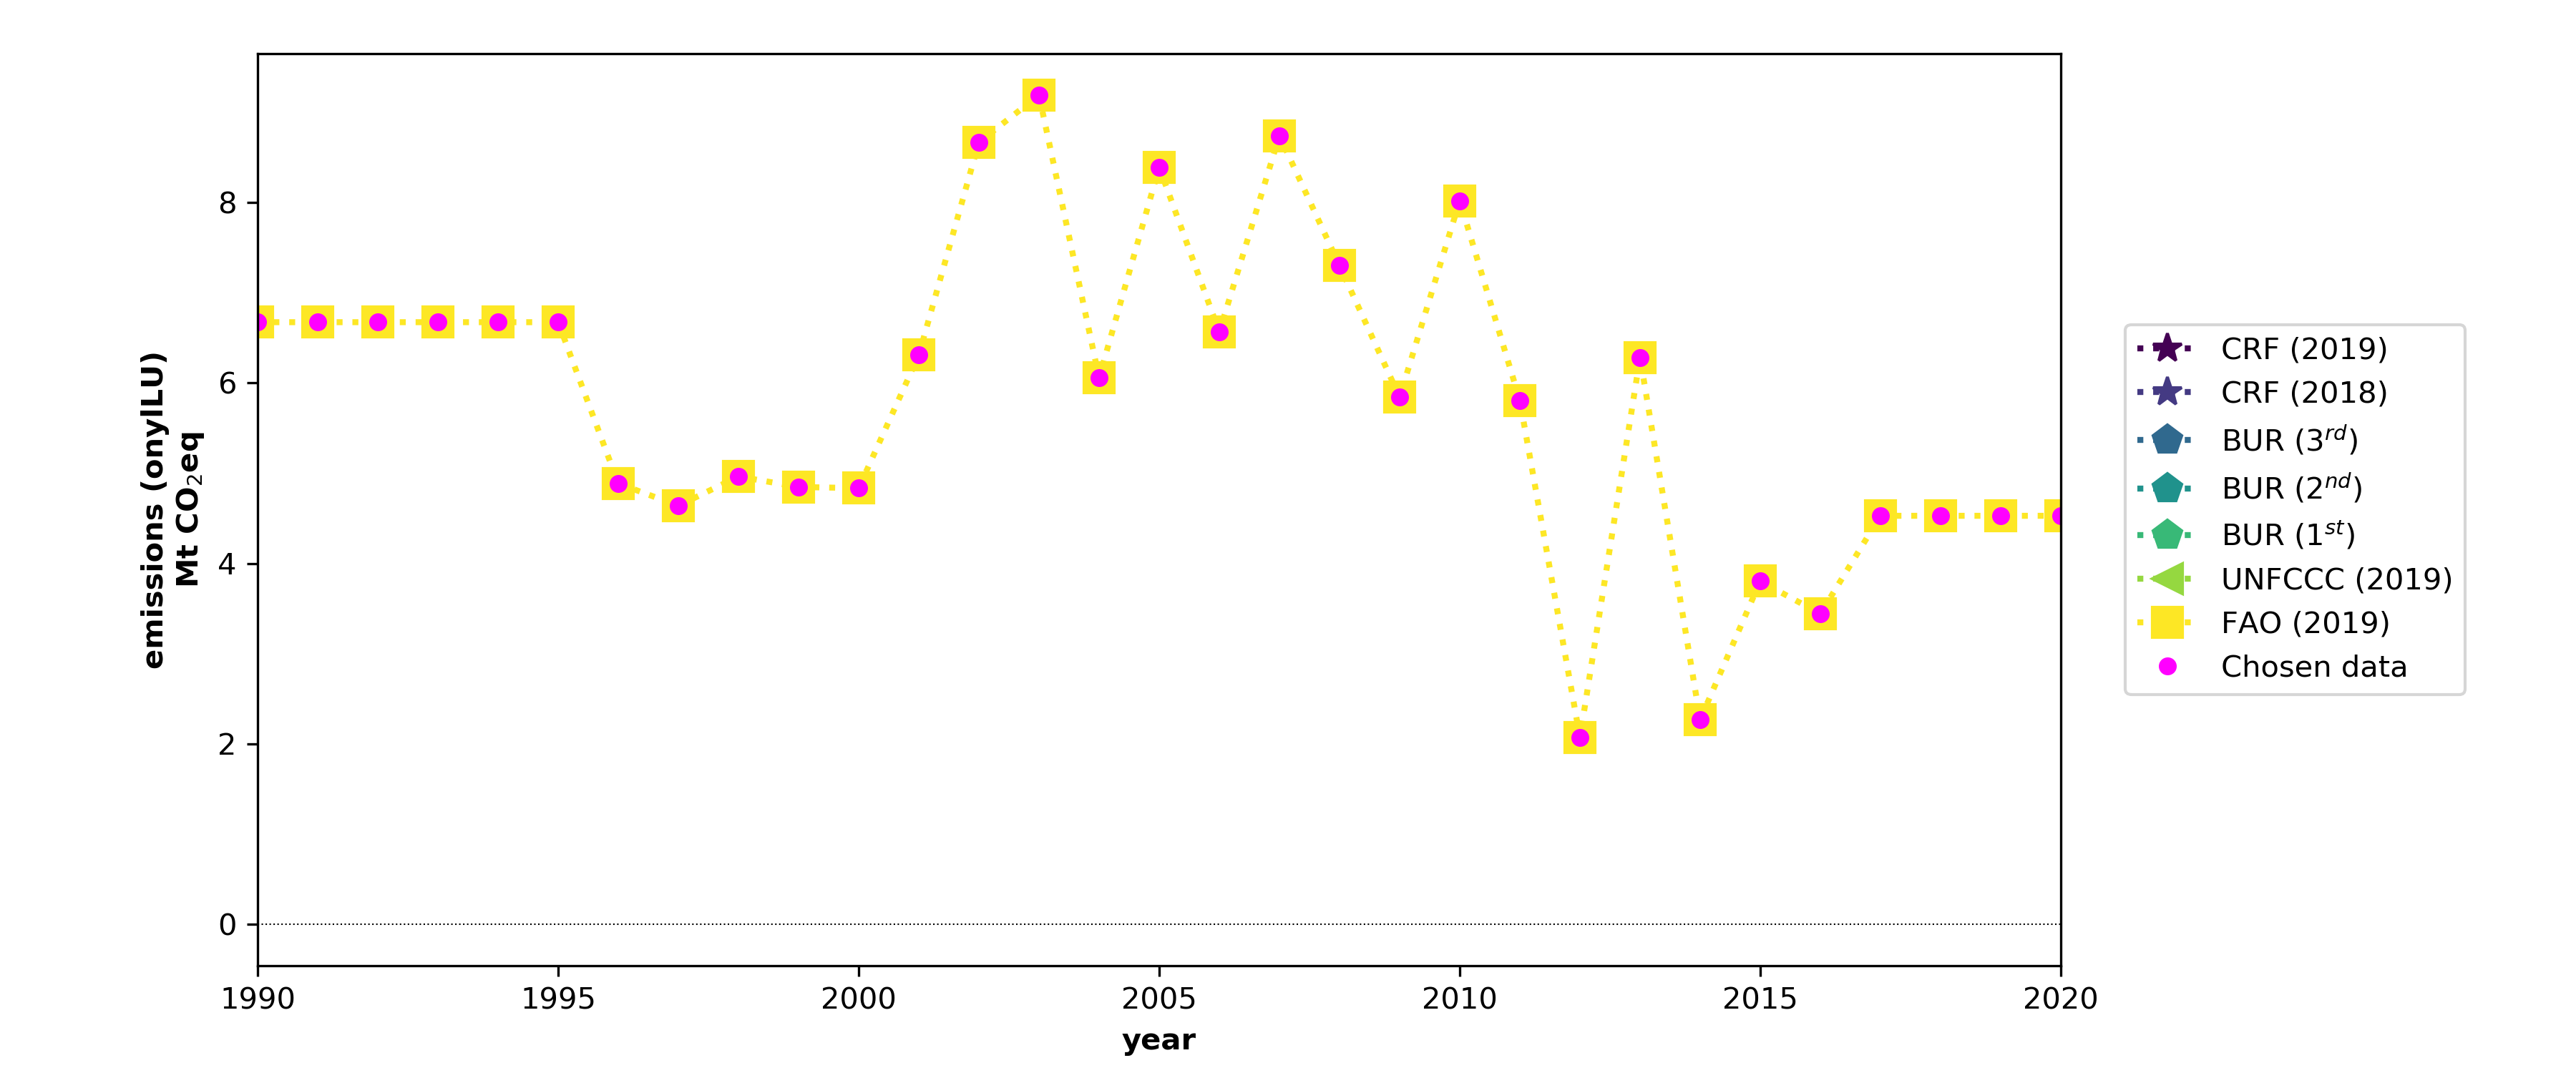 emissions (onylLU)
Mt CO₂eq
8
6
4
2
0
1990 1995 2000 2005 2010 2015 2020
year
CRF (2019)
CRF (2018)
BUR (3ʳᵈ)
BUR (2ⁿᵈ)
BUR (1ˢᵗ)
UNFCCC (2019)
FAO (2019)
Chosen data